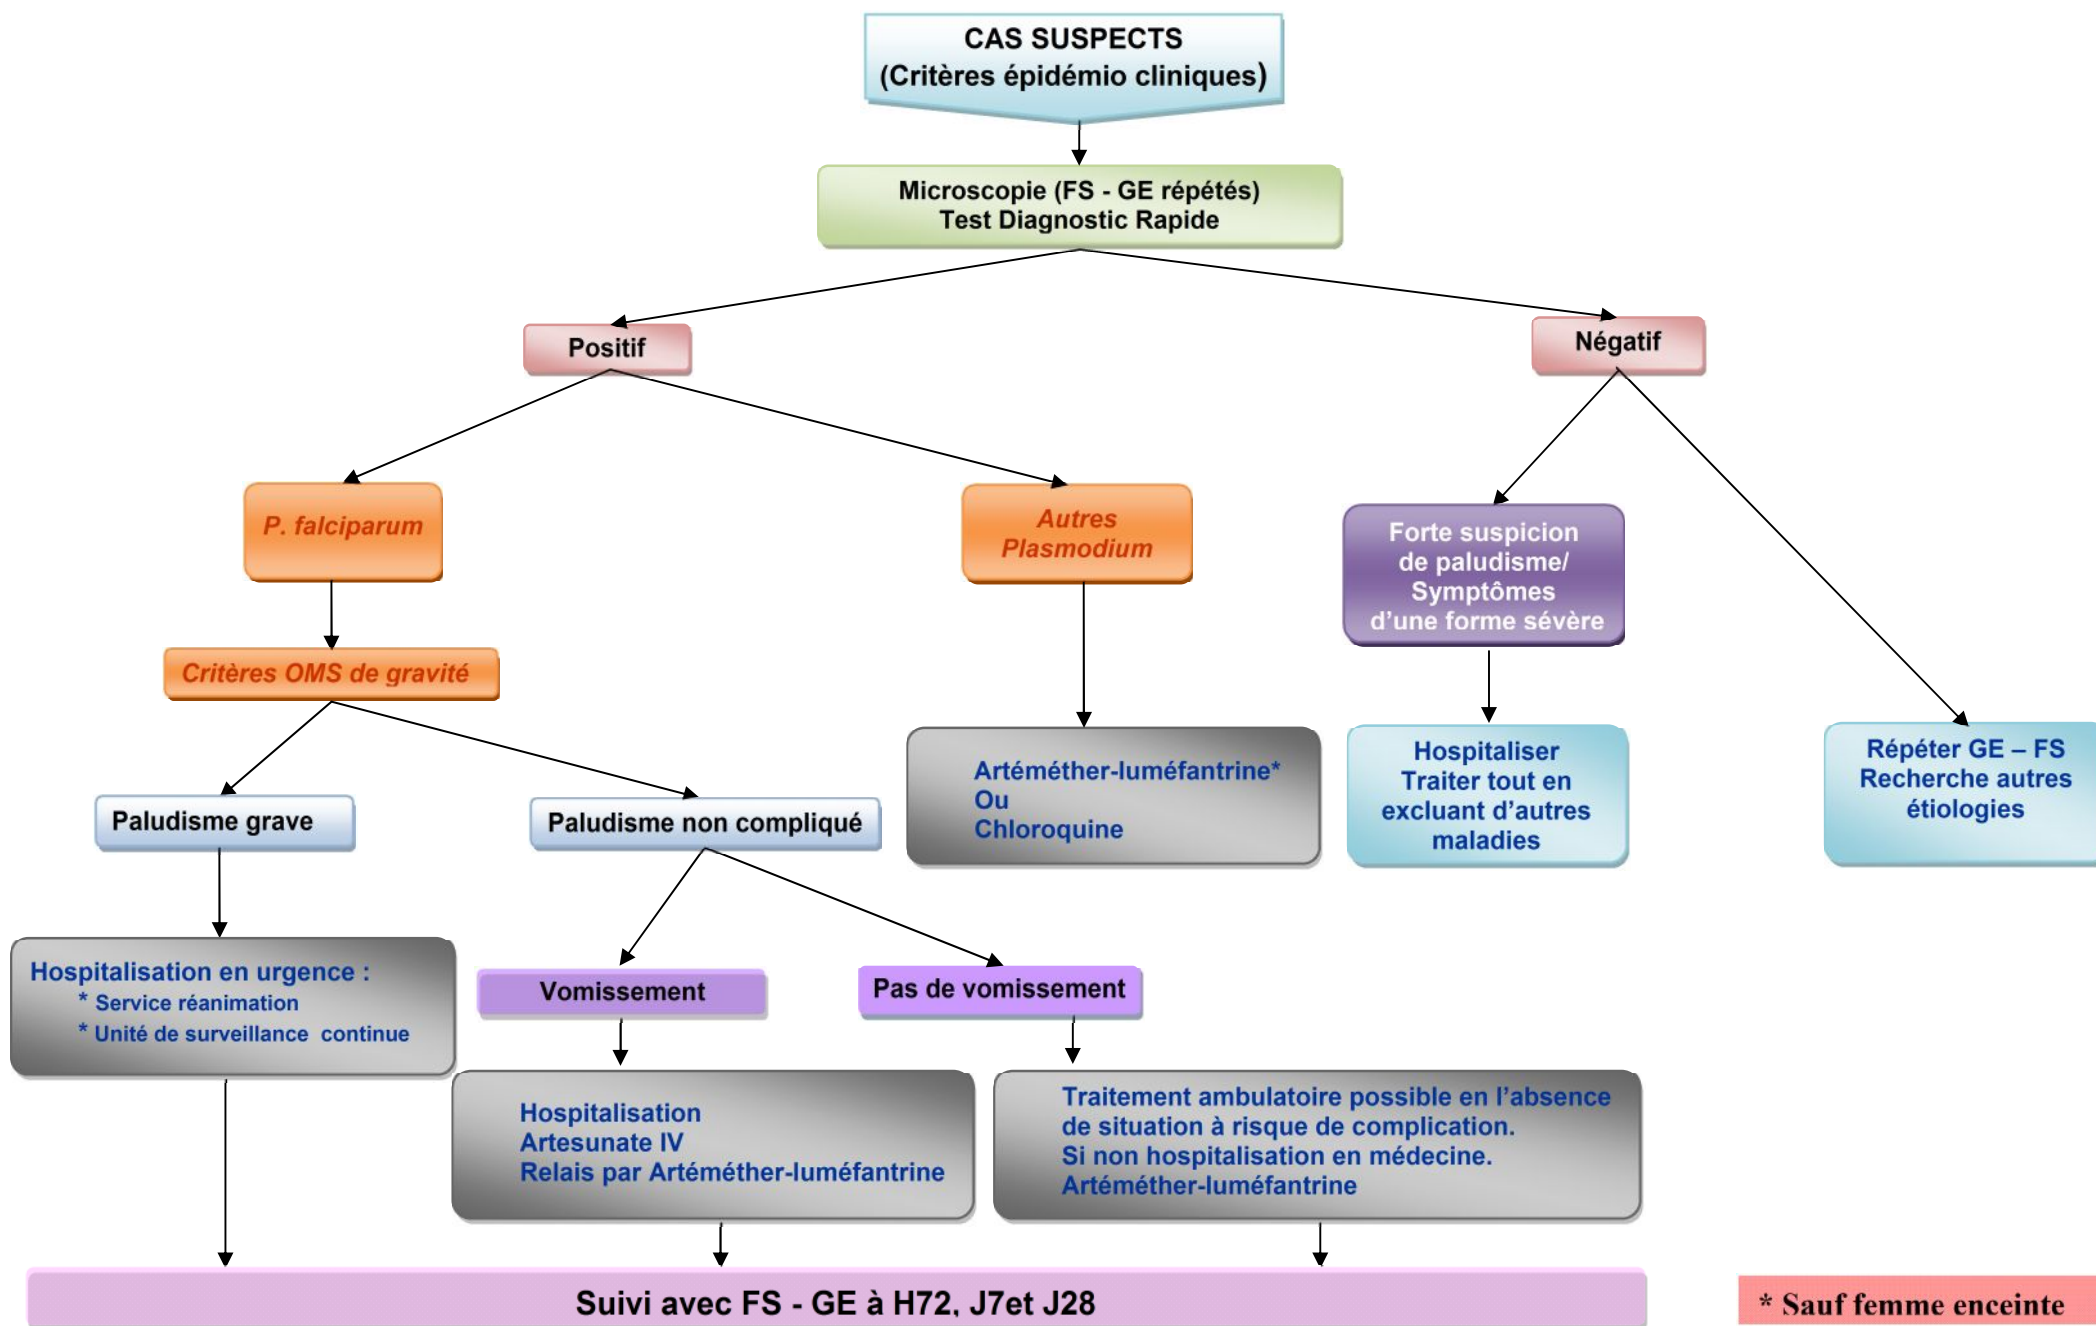 CAS SUSPECTS
(Critères épidémio cliniques)
Microscopie (FS - GE répétés)
Test Diagnostic Rapide
Positif
Négatif
P. falciparum
Autres
Plasmodium
Forte suspicion
de paludisme/
Symptômes
d'une forme sévère
Critères OMS de gravité
Artéméther-luméfantrine*
Ou
Chloroquine
Hospitaliser
Traiter tout en
excluant d'autres
maladies
Répéter GE – FS
Recherche autres
étiologies
Paludisme grave
Paludisme non compliqué
Hospitalisation en urgence :
* Service réanimation
* Unité de surveillance continue
Vomissement
Pas de vomissement
Hospitalisation
Artesunate IV
Relais par Artéméther-luméfantrine
Traitement ambulatoire possible en l'absence
de situation à risque de complication.
Si non hospitalisation en médecine.
Artéméther-luméfantrine
Suivi avec FS - GE à H72, J7et J28
* Sauf femme enceinte